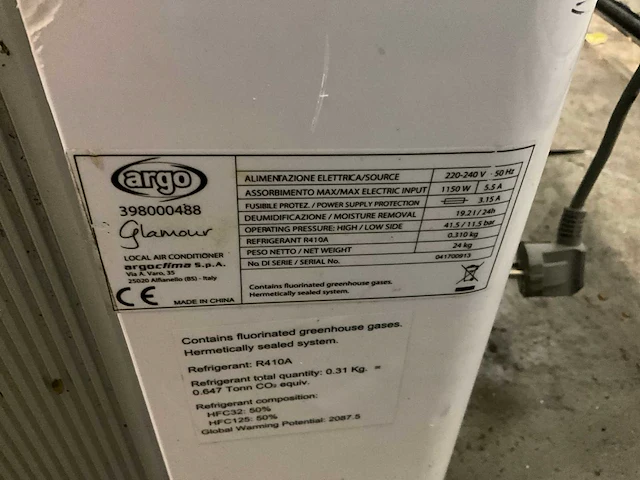 argo
398000488
Glamour
LOCAL AIR CONDITIONER
argoclima S.p.A.
Via A. Varo, 35
25020 Alfianello (BS) - Italy
CE MADE IN CHINA
ALIMENTAZIONE ELETTRICA/SOURCE 220-240 V - 50 Hz
ASSORBIMENTO MAX/MAX ELECTRIC INPUT 1150 W 5.5 A
FUSIBILE PROTEZ. / POWER SUPPLY PROTECTION 3.15 A
DEUMIDIFICAZIONE / MOISTURE REMOVAL 19.2 l / 24h
OPERATING PRESSURE: HIGH / LOW SIDE 41.5 / 11.5 bar
REFRIGERANT R410A 0,310 kg
PESO NETTO / NET WEIGHT 24 kg
No DI SERIE / SERIAL No. 041700913
Contains fluorinated greenhouse gases.
Hermetically sealed system.
Contains fluorinated greenhouse gases.
Hermetically sealed system.
Refrigerant: R410A
Refrigerant total quantity: 0.31 Kg. =
0.647 Tonn CO₂ equiv.
Refrigerant composition:
HFC32: 50%
HFC125: 50%
Global Warming Potential: 2087.5